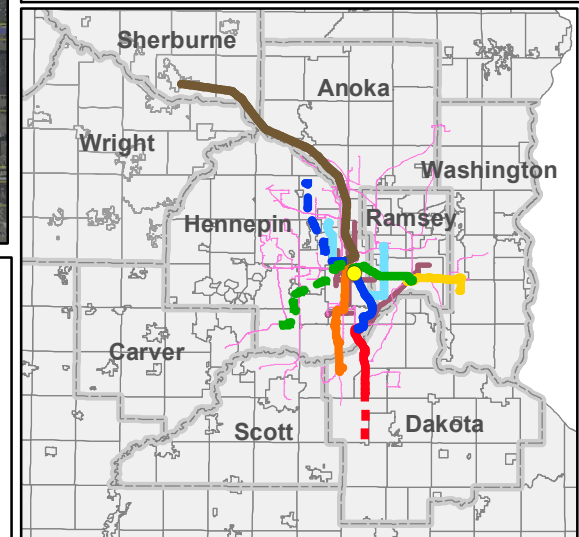 Sherburne
Anoka
Wright
Washington
Hennepin
Ramsey
Carver
Scott
Dakota